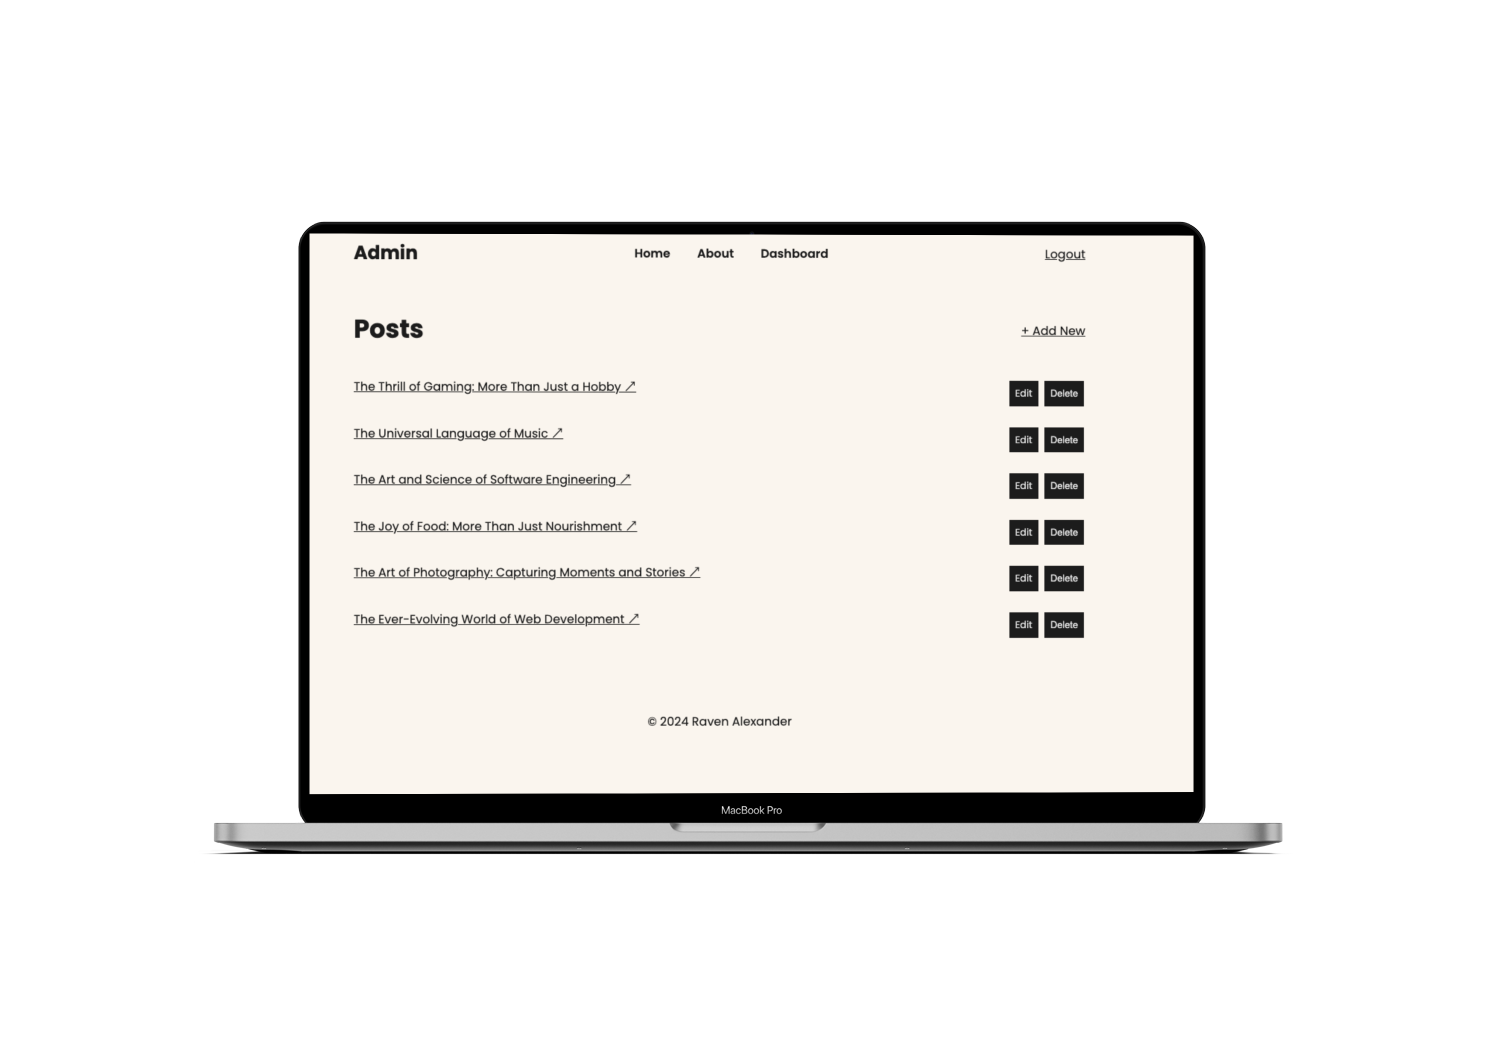 Admin Home About Dashboard Logout
Posts + Add New
The Thrill of Gaming: More Than Just a Hobby ↗ Edit Delete
The Universal Language of Music ↗ Edit Delete
The Art and Science of Software Engineering ↗ Edit Delete
The Joy of Food: More Than Just Nourishment ↗ Edit Delete
The Art of Photography: Capturing Moments and Stories ↗ Edit Delete
The Ever-Evolving World of Web Development ↗ Edit Delete
© 2024 Raven Alexander
MacBook Pro